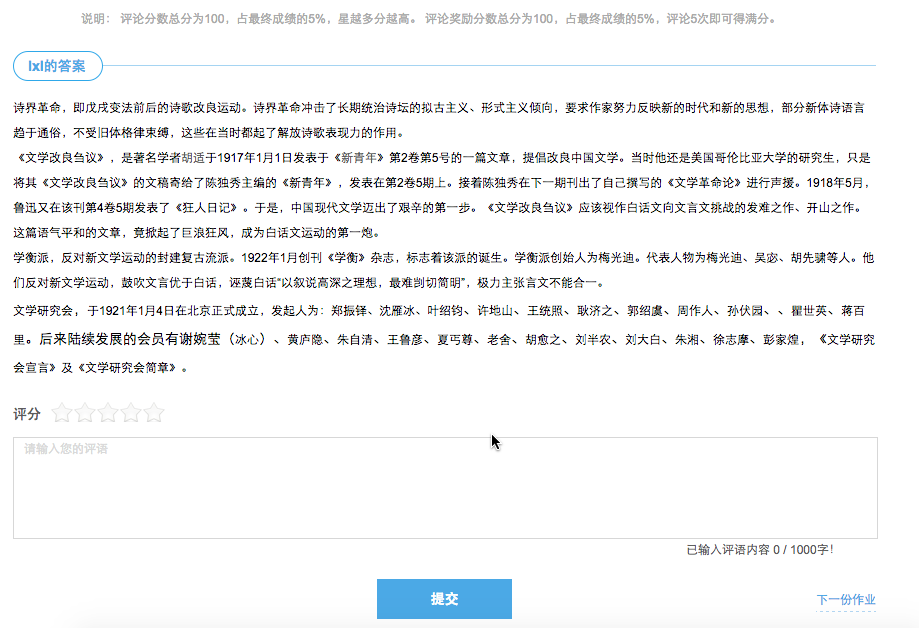 说明： 评论分数总分为100，占最终成绩的5%，星越多分越高。 评论奖励分数总分为100，占最终成绩的5%，评论5次即可得满分。
lxl的答案
诗界革命，即戊戌变法前后的诗歌改良运动。诗界革命冲击了长期统治诗坛的拟古主义、形式主义倾向，要求作家努力反映新的时代和新的思想，部分新体诗语言
趋于通俗，不受旧体格律束缚，这些在当时都起了解放诗歌表现力的作用。
《文学改良刍议》，是著名学者胡适于1917年1月1日发表于《新青年》第2卷第5号的一篇文章，提倡改良中国文学。当时他还是美国哥伦比亚大学的研究生，只是
将其《文学改良刍议》的文稿寄给了陈独秀主编的《新青年》，发表在第2卷5期上。接着陈独秀在下一期刊出了自己撰写的《文学革命论》进行声援。1918年5月，
鲁迅又在该刊第4卷5期发表了《狂人日记》。于是，中国现代文学迈出了艰辛的第一步。《文学改良刍议》应该视作白话文向文言文挑战的发难之作、开山之作。
这篇语气平和的文章，竟掀起了巨浪狂风，成为白话文运动的第一炮。
学衡派，反对新文学运动的封建复古流派。1922年1月创刊《学衡》杂志，标志着该派的诞生。学衡派创始人为梅光迪。代表人物为梅光迪、吴宓、胡先骕等人。他
们反对新文学运动，鼓吹文言优于白话，诬蔑白话“以叙说高深之理想，最难剀切简明”，极力主张言文不能合一。
文学研究会，于1921年1月4日在北京正式成立，发起人为：郑振铎、沈雁冰、叶绍钧、许地山、王统照、耿济之、郭绍虞、周作人、孙伏园、、瞿世英、蒋百
里。后来陆续发展的会员有谢婉莹（冰心）、黄庐隐、朱自清、王鲁彦、夏丏尊、老舍、胡愈之、刘半农、刘大白、朱湘、徐志摩、彭家煌，《文学研究
会宣言》及《文学研究会简章》。
评分
请输入您的评语
已输入评语内容 0 / 1000字！
提交
下一份作业